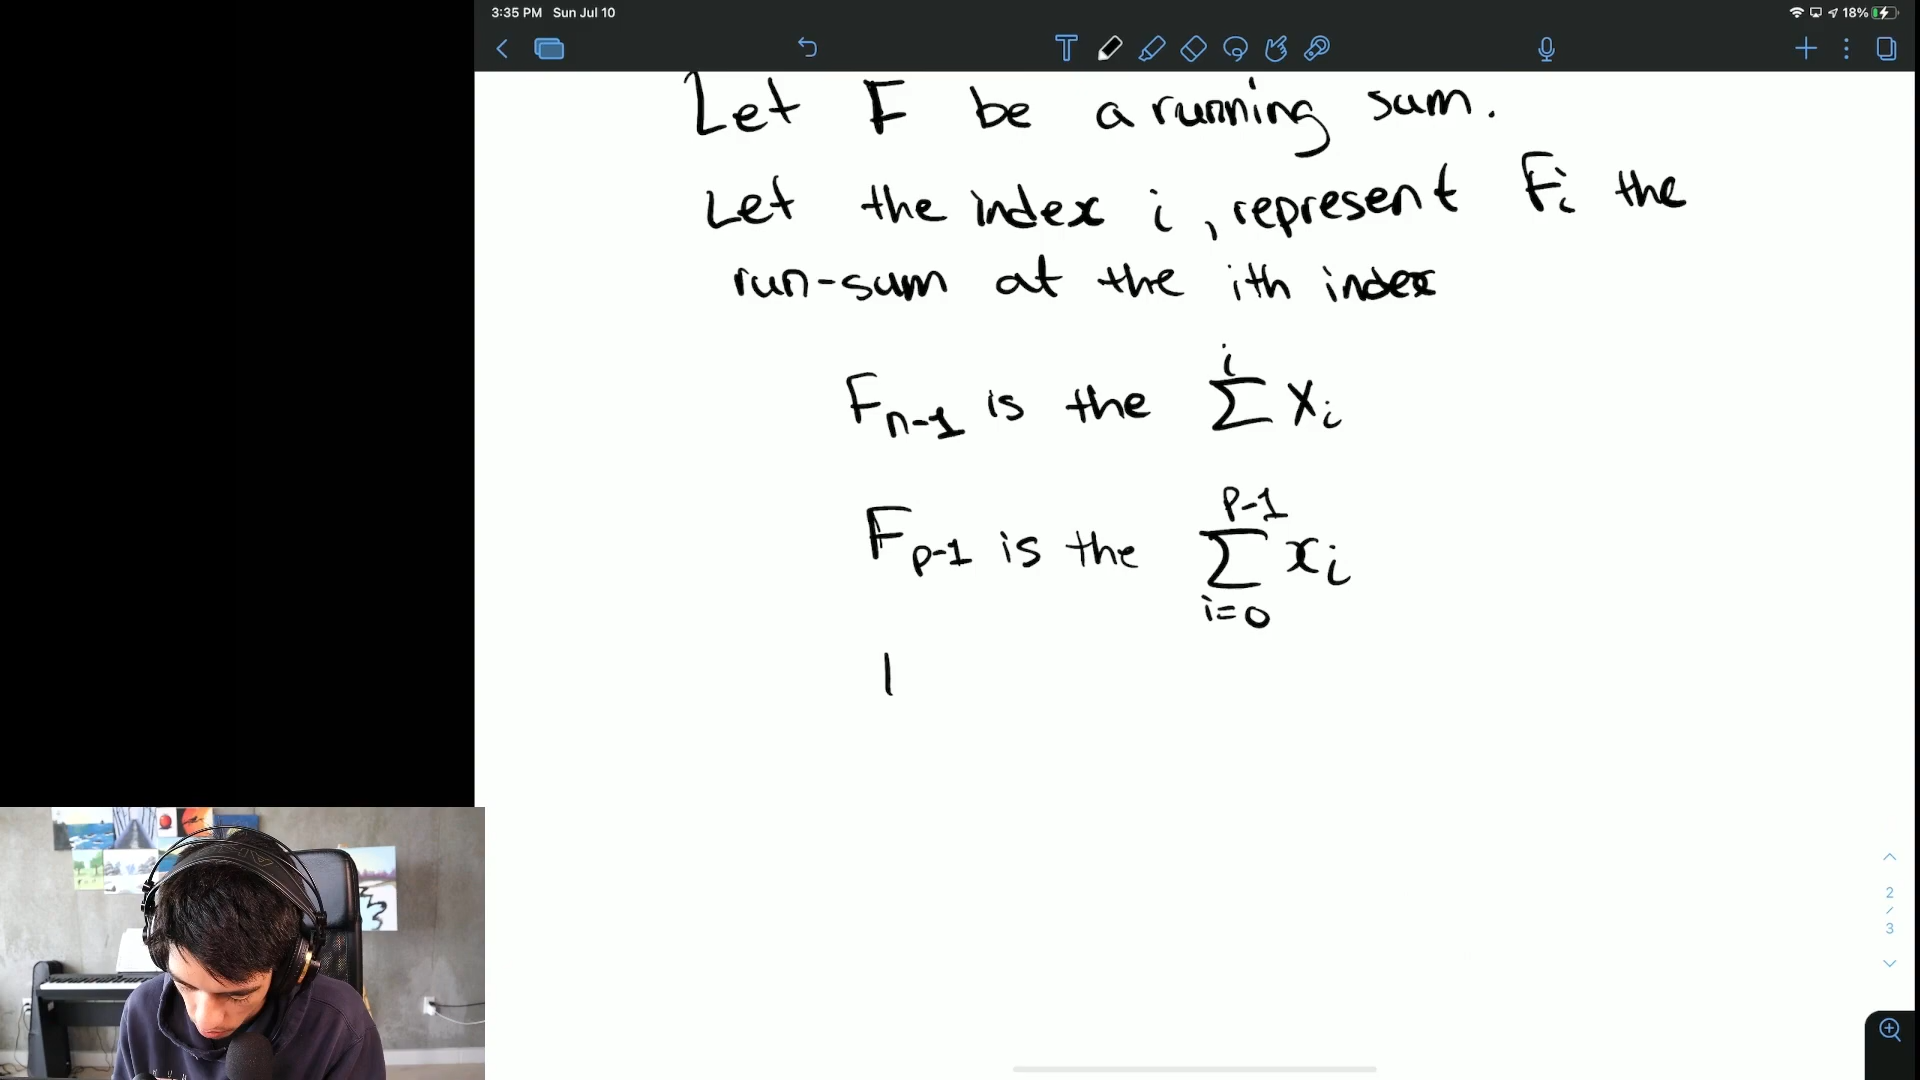 3:35 PM Sun Jul 10
18%
T
Let F be a running sum.
Let the index i, represent Fi the
run-sum at the ith index
i
Fn-1 is the ∑ Xi
p-1
Fp-1 is the ∑ xi
i=0
2
/
3